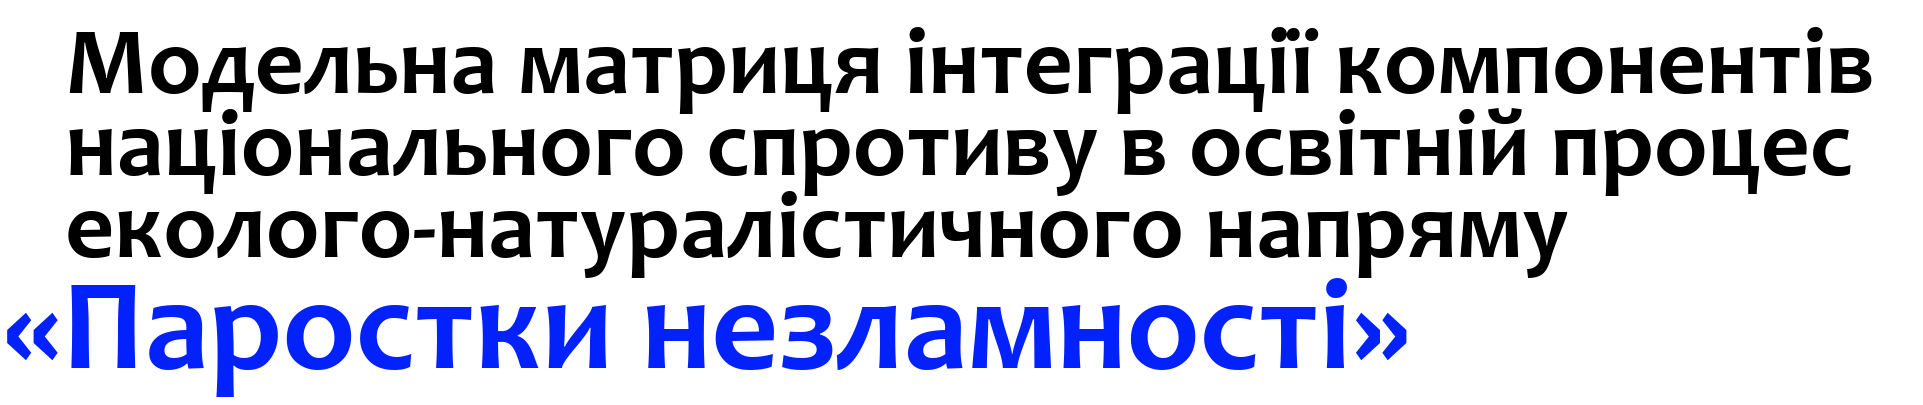 Модельна матриця інтеграції компонентів
національного спротиву в освітній процес
еколого-натуралістичного напряму
«Паростки незламності»